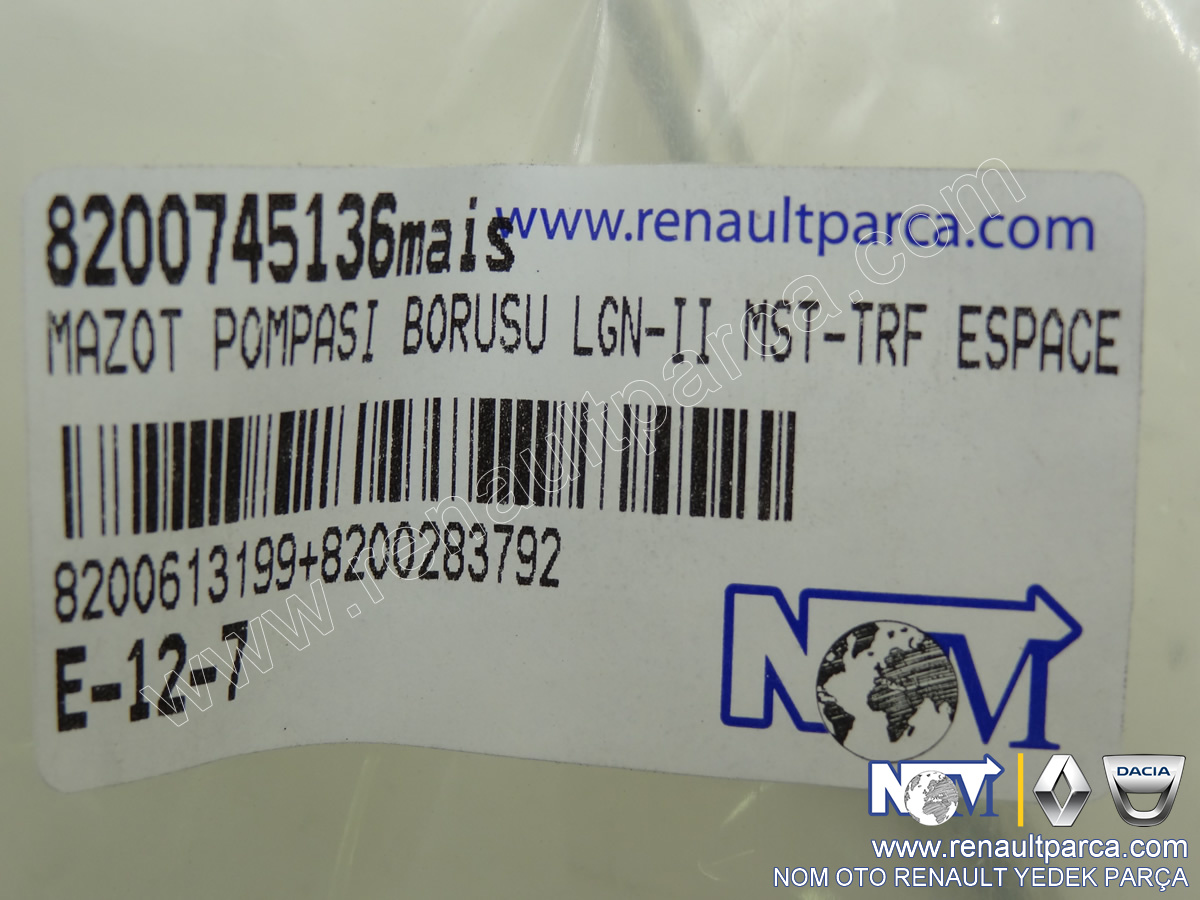 8200745136mais www.renaultparca.com
MAZOT POMPASI BORUSU LGN-II MST-TRF ESPACE
8200613199+8200283792
E-12-7
NOM
www.renaultparca.com
NOM
DACIA
www.renaultparca.com
NOM OTO RENAULT YEDEK PARÇA